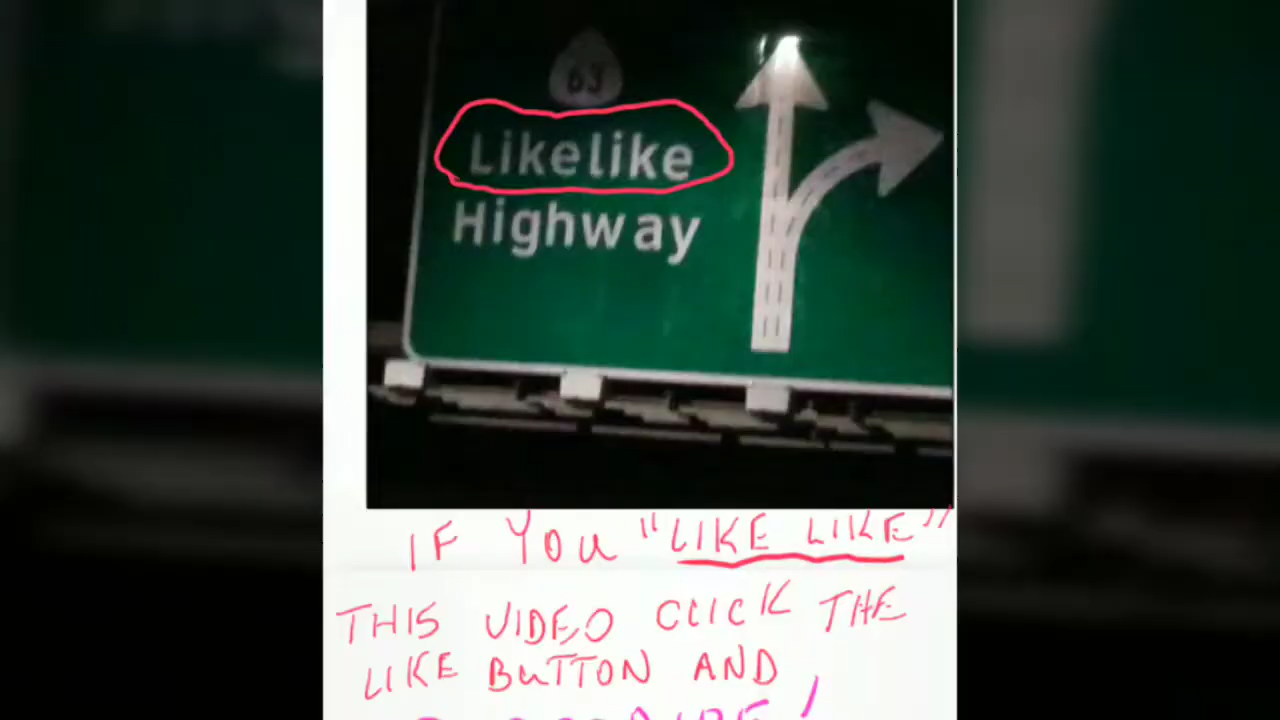 63
Likelike
Highway
IF YOU "LIKE LIKE"
THIS VIDEO CLICK THE
LIKE BUTTON AND